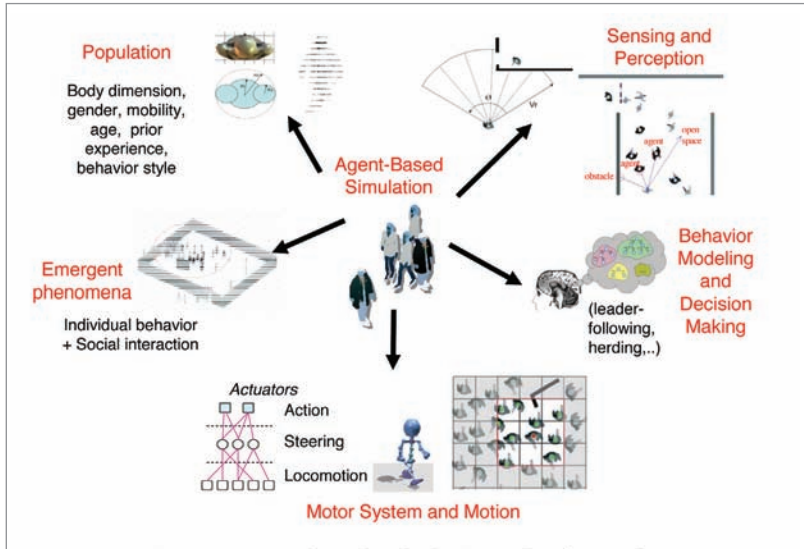 Population
Body dimension,
gender, mobility,
age, prior
experience,
behavior style
Sensing and
Perception
Vr
agent
agent
open
space
obstacle
Agent-Based
Simulation
Emergent
phenomena
Individual behavior
+ Social interaction
Behavior
Modeling
and
Decision
Making
(leader-
following,
herding,..)
Actuators
Action
Steering
Locomotion
Motor System and Motion